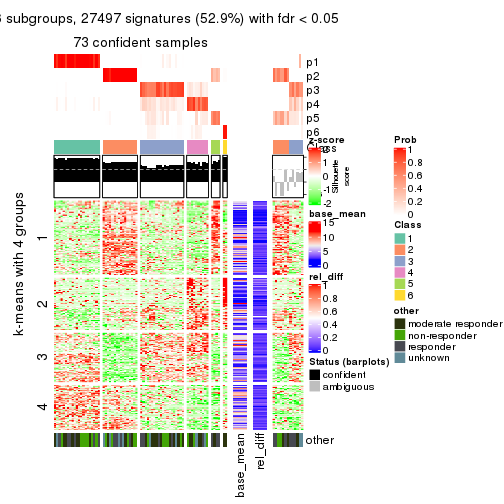 subgroups, 27497 signatures (52.9%) with fdr < 0.05
73 confident samples
p1
p2
p3
p4
p5
p6
Class
Silhouette
score
k-means with 4 groups
1
2
3
4
other
base_mean
rel_diff
z-score
2
1
0
-1
-2
base_mean
15
10
5
0
rel_diff
1
0.8
0.6
0.4
0.2
0
Status (barplots)
confident
ambiguous
Prob
1
0.8
0.6
0.4
0.2
0
Class
1
2
3
4
5
6
other
moderate responder
non-responder
responder
unknown